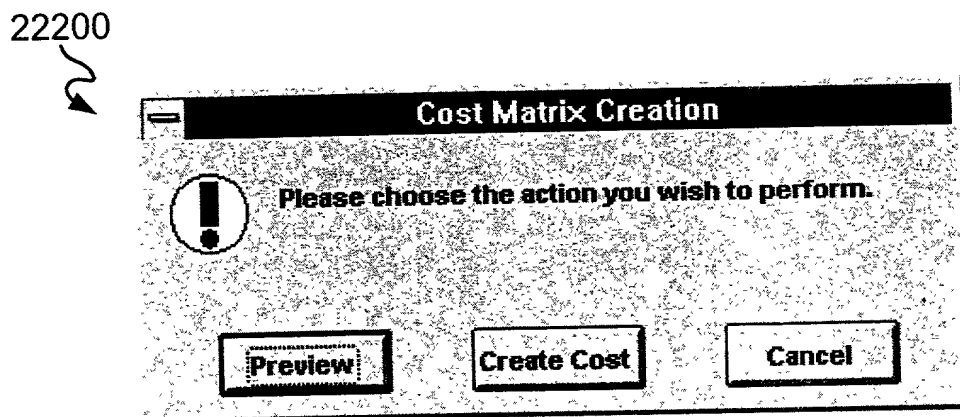 22200
Cost Matrix Creation
Please choose the action you wish to perform.
Preview Create Cost Cancel